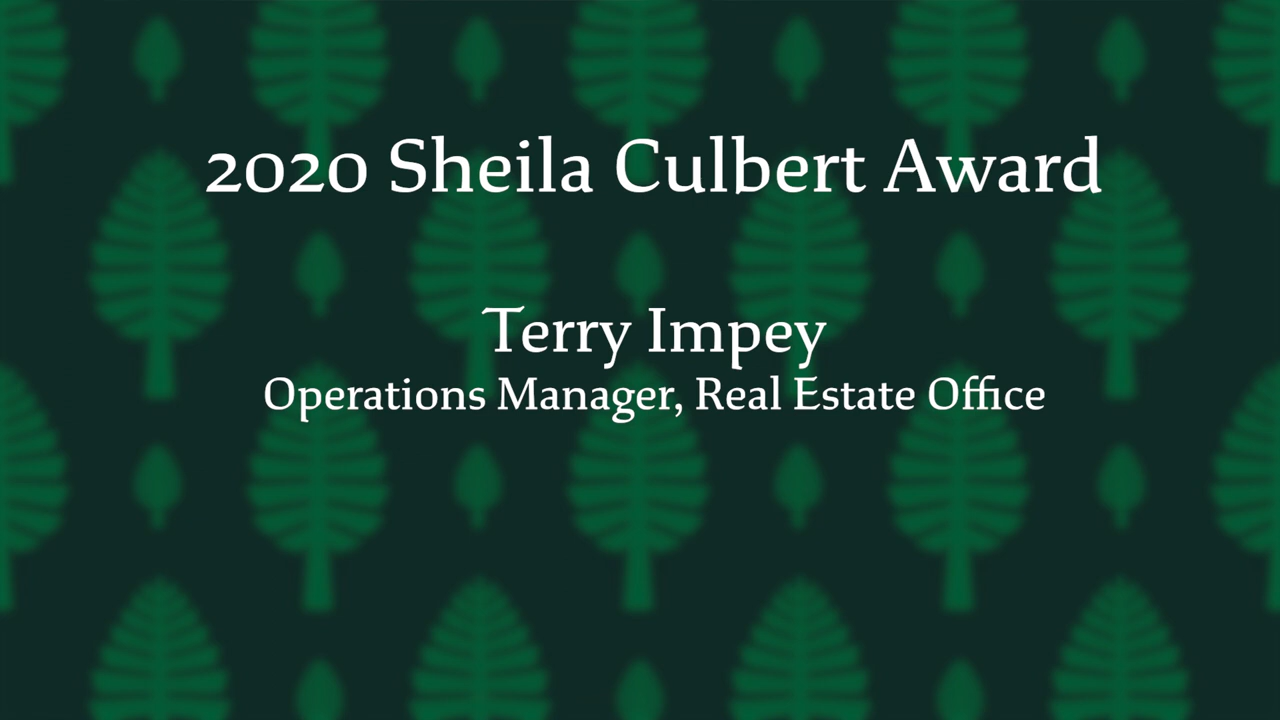 2020 Sheila Culbert Award
Terry Impey
Operations Manager, Real Estate Office